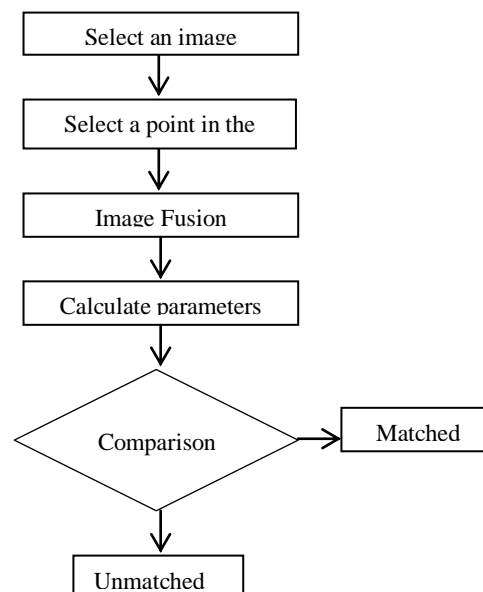 Select an image
Select a point in the
Image Fusion
Calculate parameters
Comparison
Matched
Unmatched